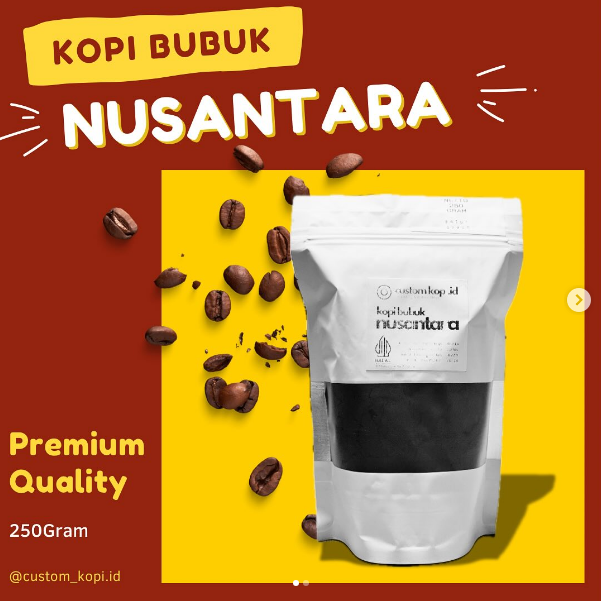 KOPI BUBUK
NUSANTARA
custom kopi .id
kopi bubuk
nusantara
Premium
Quality
250Gram
@custom_kopi.id